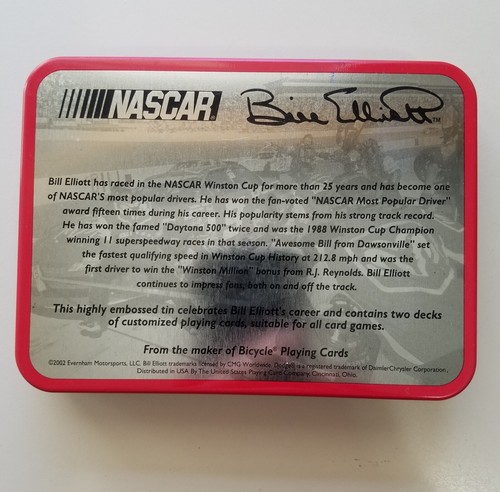 NASCAR Bill Elliott™
Bill Elliott has raced in the NASCAR Winston Cup for more than 25 years and has become one
of NASCAR'S most popular drivers. He has won the fan-voted "NASCAR Most Popular Driver"
award fifteen times during his career. His popularity stems from his strong track record.
He has won the famed "Daytona 500" twice and was the 1988 Winston Cup Champion
winning 11 superspeedway races in that season. "Awesome Bill from Dawsonville" set
the fastest qualifying speed in Winston Cup History at 212.8 mph and was the
first driver to win the "Winston Million" bonus from R.J. Reynolds. Bill Elliott
continues to impress fans, both on and off the track.
This highly embossed tin celebrates Bill Elliott's career and contains two decks
of customized playing cards, suitable for all card games.
From the maker of Bicycle® Playing Cards
©2002 Evernham Motorsports, LLC. Bill Elliott trademarks licensed by CMG Worldwide. Dodge® is a registered trademark of DaimlerChrysler Corporation.
Distributed in USA By The United States Playing Card Company, Cincinnati, Ohio.